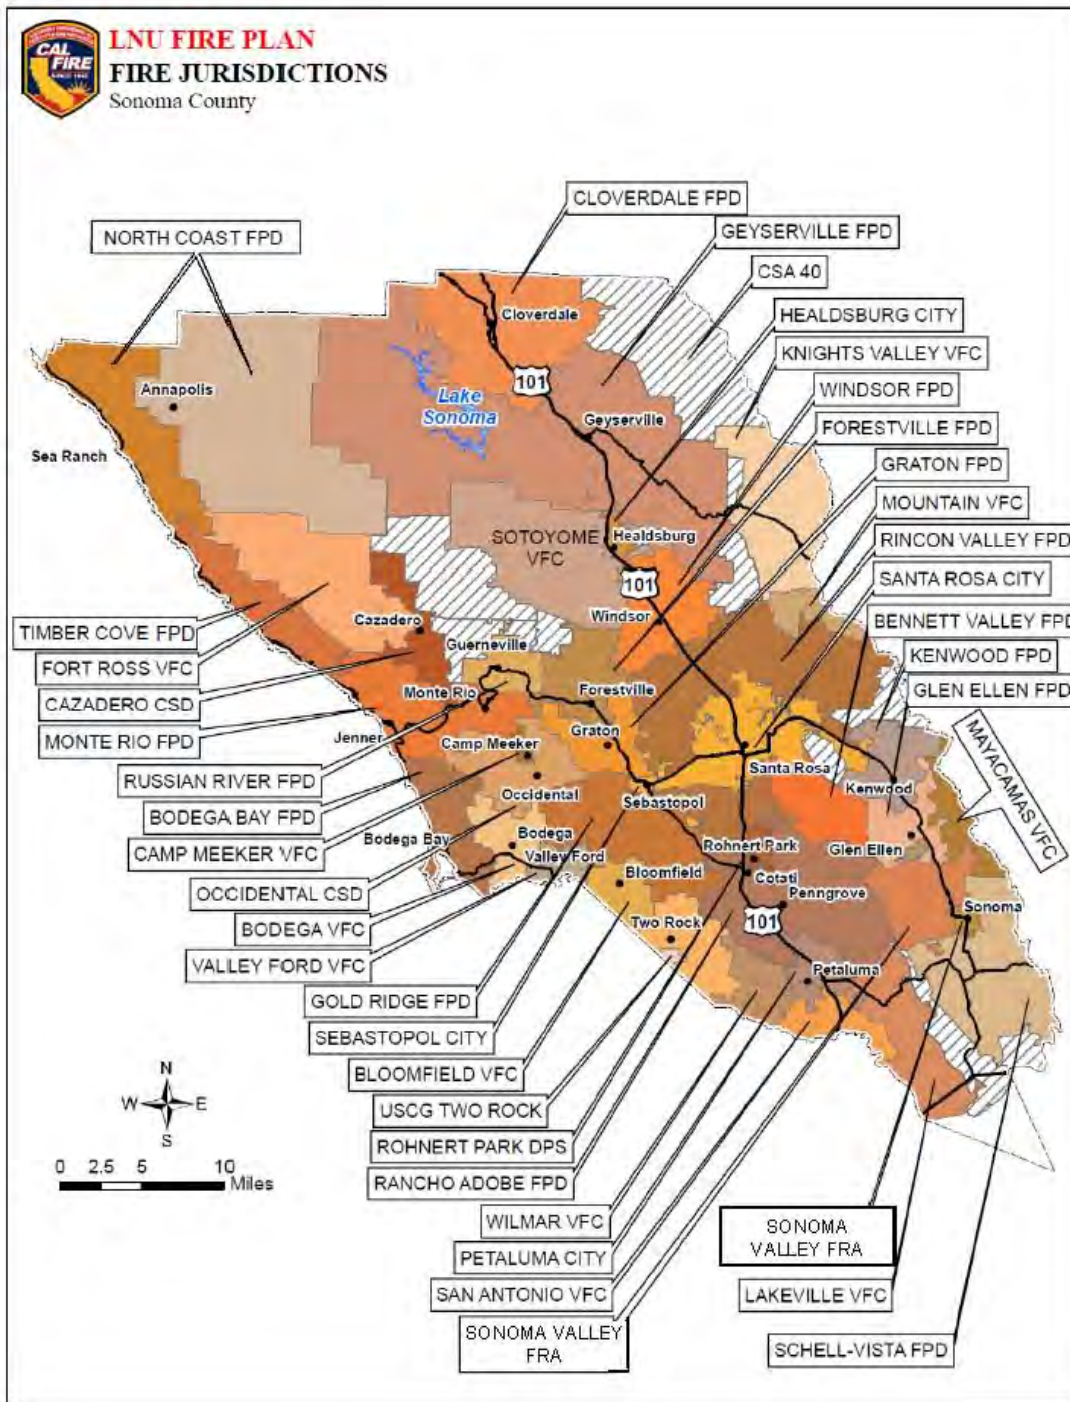 CAL
FIRE
SINCE 1885
LNU FIRE PLAN
FIRE JURISDICTIONS
Sonoma County
CLOVERDALE FPD
NORTH COAST FPD
GEYSERVILLE FPD
CSA 40
HEALDSBURG CITY
KNIGHTS VALLEY VFC
WINDSOR FPD
FORESTVILLE FPD
GRATON FPD
MOUNTAIN VFC
RINCON VALLEY FPD
SANTA ROSA CITY
BENNETT VALLEY FPD
KENWOOD FPD
GLEN ELLEN FPD
MAYACAMAS VFC
Cloverdale
101
Annapolis
Lake
Sonoma
Geyserville
Sea Ranch
SOTOYOME
VFC
Healdsburg
101
Windsor
Cazadero
Guerneville
Monte Rio
Forestville
Jenner
Camp Meeker
Graton
Santa Rosa
Occidental
Sebastopol
Kenwood
Bodega Bay
Bodega
Valley Ford
Rohnert Park
Glen Ellen
Bloomfield
Cotati
Penngrove
Two Rock
101
Sonoma
Petaluma
TIMBER COVE FPD
FORT ROSS VFC
CAZADERO CSD
MONTE RIO FPD
RUSSIAN RIVER FPD
BODEGA BAY FPD
CAMP MEEKER VFC
OCCIDENTAL CSD
BODEGA VFC
VALLEY FORD VFC
GOLD RIDGE FPD
SEBASTOPOL CITY
BLOOMFIELD VFC
USCG TWO ROCK
ROHNERT PARK DPS
RANCHO ADOBE FPD
WILMAR VFC
PETALUMA CITY
SAN ANTONIO VFC
SONOMA VALLEY
FRA
SONOMA
VALLEY FRA
LAKEVILLE VFC
SCHELL-VISTA FPD
N
W E
S
0 2.5 5 10
Miles